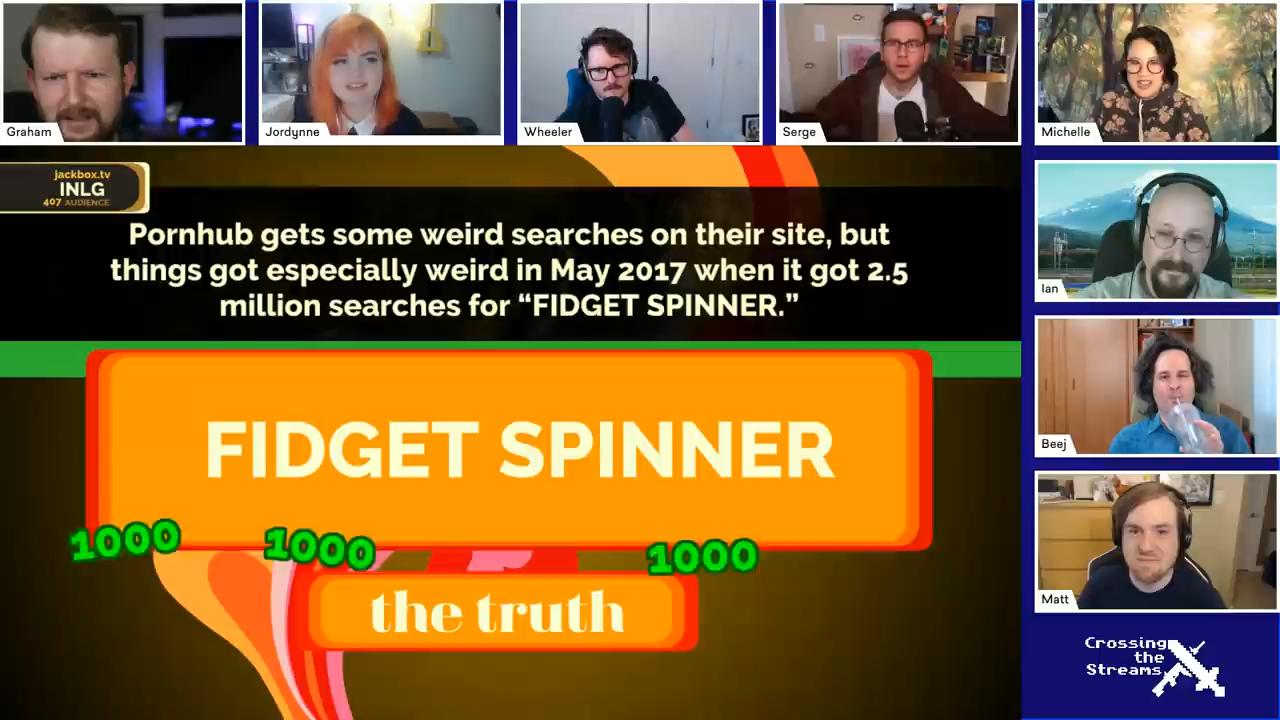 Graham
Jordynne
Wheeler
Serge
Michelle
jackbox.tv
INLG
407 AUDIENCE
Pornhub gets some weird searches on their site, but
things got especially weird in May 2017 when it got 2.5
million searches for “FIDGET SPINNER.”
Ian
FIDGET SPINNER
Beej
1000
1000
1000
the truth
Matt
Crossing
the
Streams